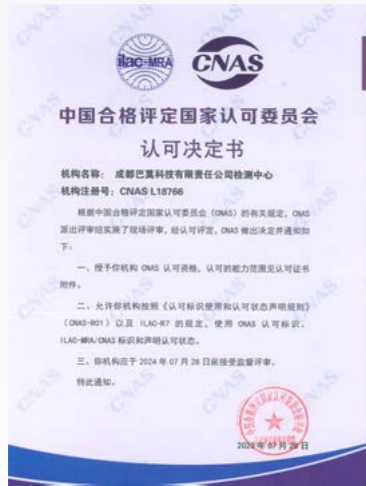 ilac-MRA
CNAS
中国合格评定国家认可委员会
认可决定书
机构名称： 成都巴莫科技有限责任公司检测中心
机构注册号：CNAS L18766
根据中国合格评定国家认可委员会（CNAS）的有关规定，CNAS
派出评审组实施了现场评审。经认可评定，CNAS 做出决定并通知如
下：
一、授予你机构 CNAS 认可资格，认可的能力范围见认可证书
附件。
二、允许你机构按照《认可标识使用和认可状态声明规则》
（CNAS-R01）以及 ILAC-R7 的规定，使用 CNAS 认可标识、
ILAC-MRA/CNAS 标识和声明认可状态。
三、你机构应于 2024 年 07 月 28 日前接受监督评审。
特此通知。
2023 年 07 月 28 日